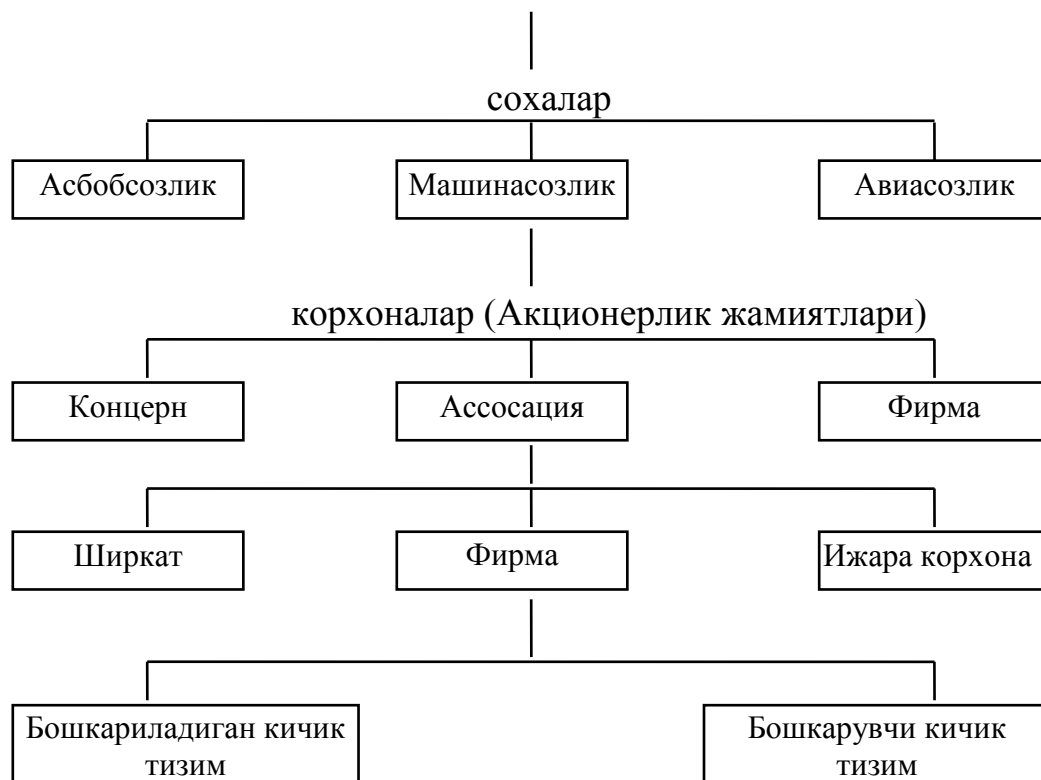 сохалар
Асбобсозлик
Машинасозлик
Авиасозлик
корхоналар (Акционерлик жамиятлари)
Концерн
Ассосация
Фирма
Ширкат
Фирма
Ижара корхона
Бошкариладиган кичик
тизим
Бошкарувчи кичик
тизим